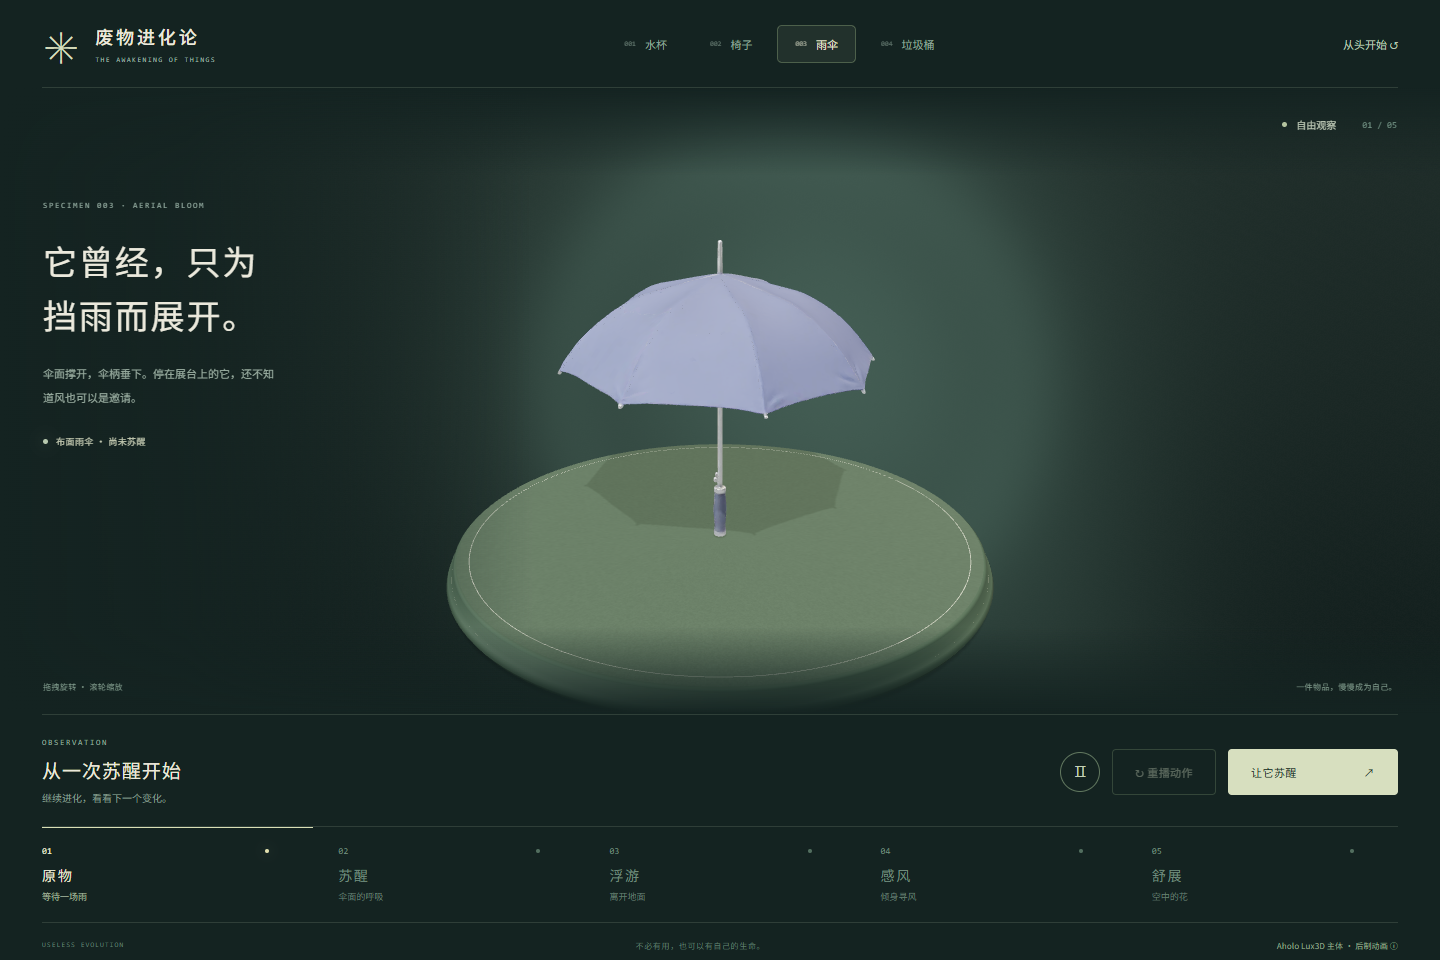 废物进化论
THE AWAKENING OF THINGS
001 水杯
002 椅子
003 雨伞
004 垃圾桶
从头开始 ↺
自由观察 01 / 05
SPECIMEN 003 · AERIAL BLOOM
它曾经，只为
挡雨而展开。
伞面撑开，伞柄垂下。停在展台上的它，还不知
道风也可以是邀请。
布面雨伞 · 尚未苏醒
拖拽旋转 · 滚轮缩放
一件物品，慢慢成为自己。
OBSERVATION
从一次苏醒开始
继续进化，看看下一个变化。
↻ 重播动作
让它苏醒 ↗
01
原物
等待一场雨
02
苏醒
伞面的呼吸
03
浮游
离开地面
04
感风
倾身寻风
05
舒展
空中的花
USELESS EVOLUTION
不必有用，也可以有自己的生命。
Aholo Lux3D 主体 · 后制动画 ⓘ